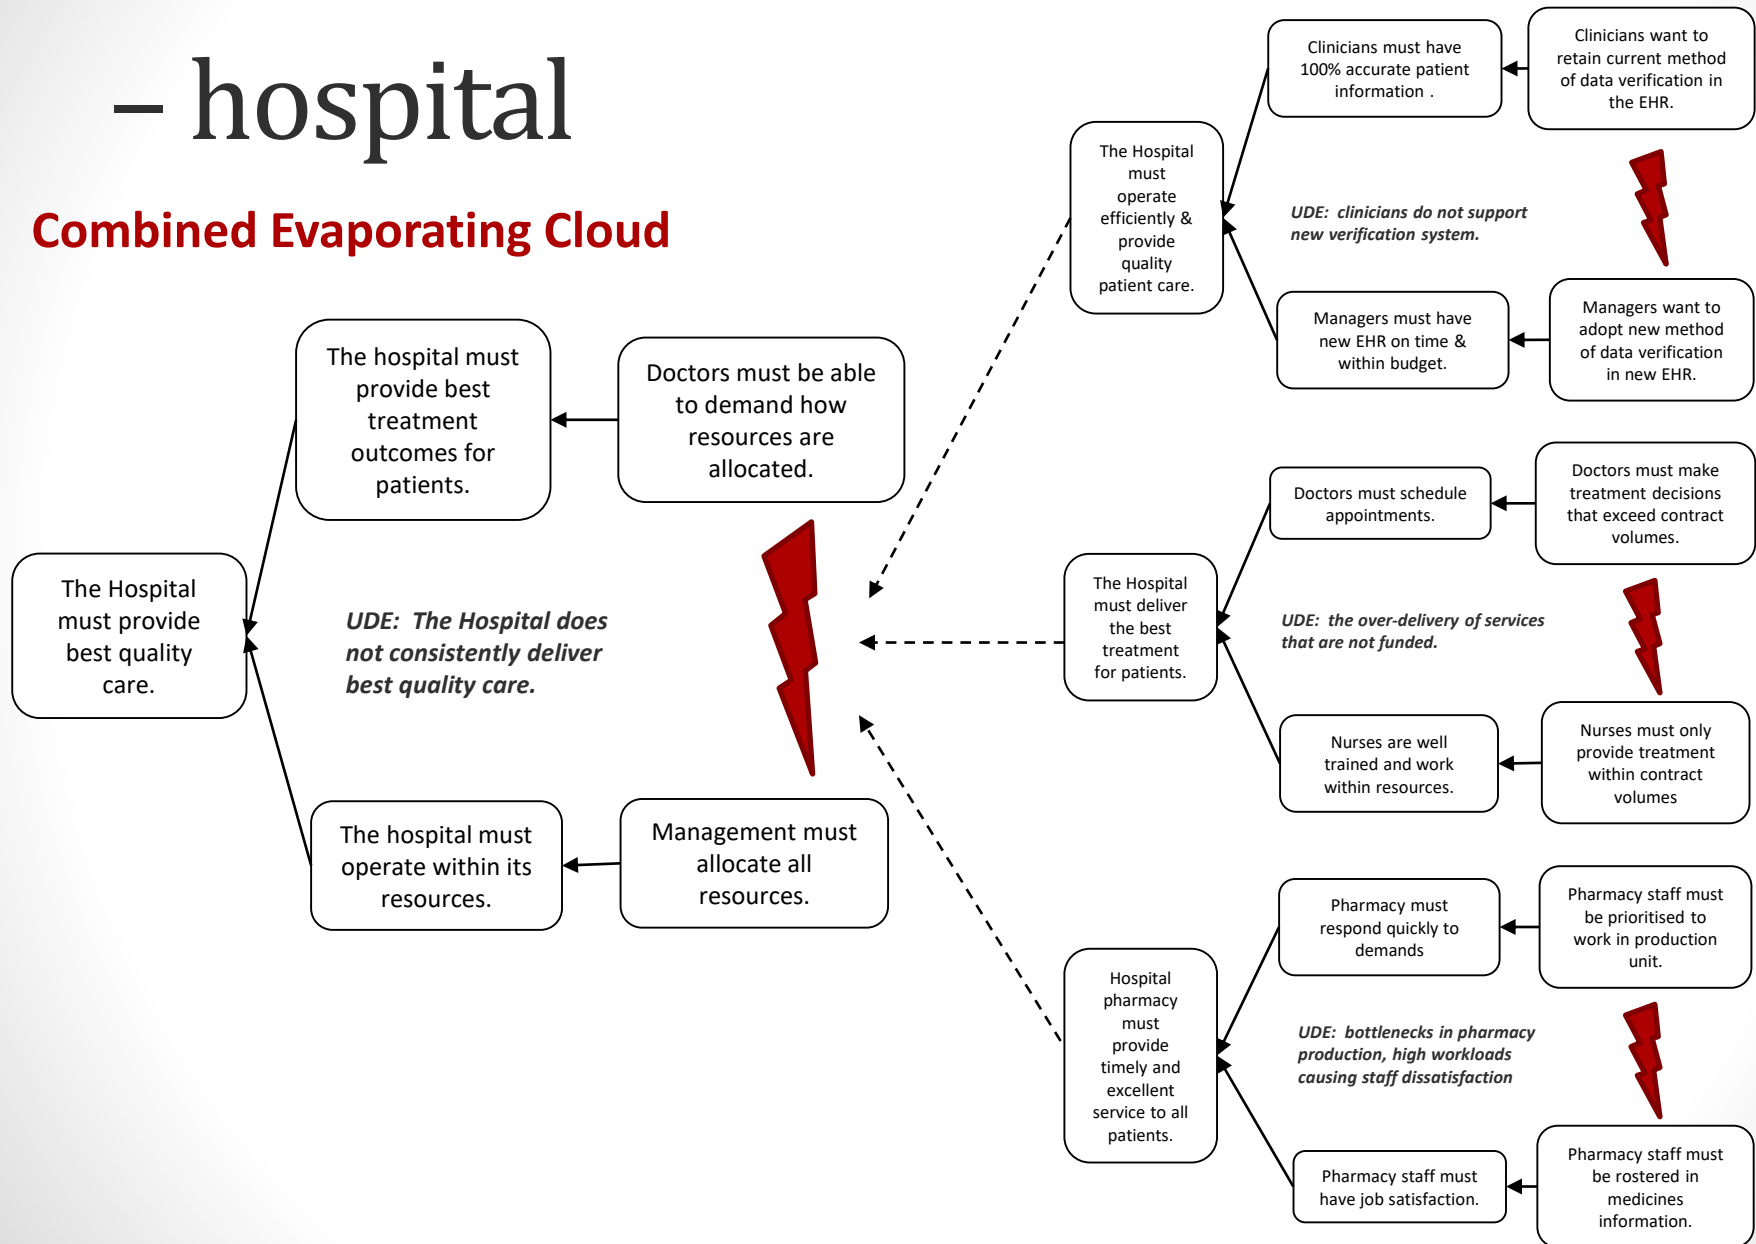 – hospital
Combined Evaporating Cloud
The Hospital
must provide
best quality
care.
The hospital must
provide best
treatment
outcomes for
patients.
Doctors must be able
to demand how
resources are
allocated.
UDE:  The Hospital does
not consistently deliver
best quality care.
The hospital must
operate within its
resources.
Management must
allocate all
resources.
The Hospital
must
operate
efficiently &
provide
quality
patient care.
Clinicians must have
100% accurate patient
information .
Clinicians want to
retain current method
of data verification in
the EHR.
UDE:  clinicians do not support
new verification system.
Managers must have
new EHR on time &
within budget.
Managers want to
adopt new method
of data verification
in new EHR.
The Hospital
must deliver
the best
treatment
for patients.
Doctors must schedule
appointments.
Doctors must make
treatment decisions
that exceed contract
volumes.
UDE:  the over-delivery of services
that are not funded.
Nurses are well
trained and work
within resources.
Nurses must only
provide treatment
within contract
volumes
Hospital
pharmacy
must
provide
timely and
excellent
service to all
patients.
Pharmacy must
respond quickly to
demands
Pharmacy staff must
be prioritised to
work in production
unit.
UDE:  bottlenecks in pharmacy
production, high workloads
causing staff dissatisfaction
Pharmacy staff must
have job satisfaction.
Pharmacy staff must
be rostered in
medicines
information.